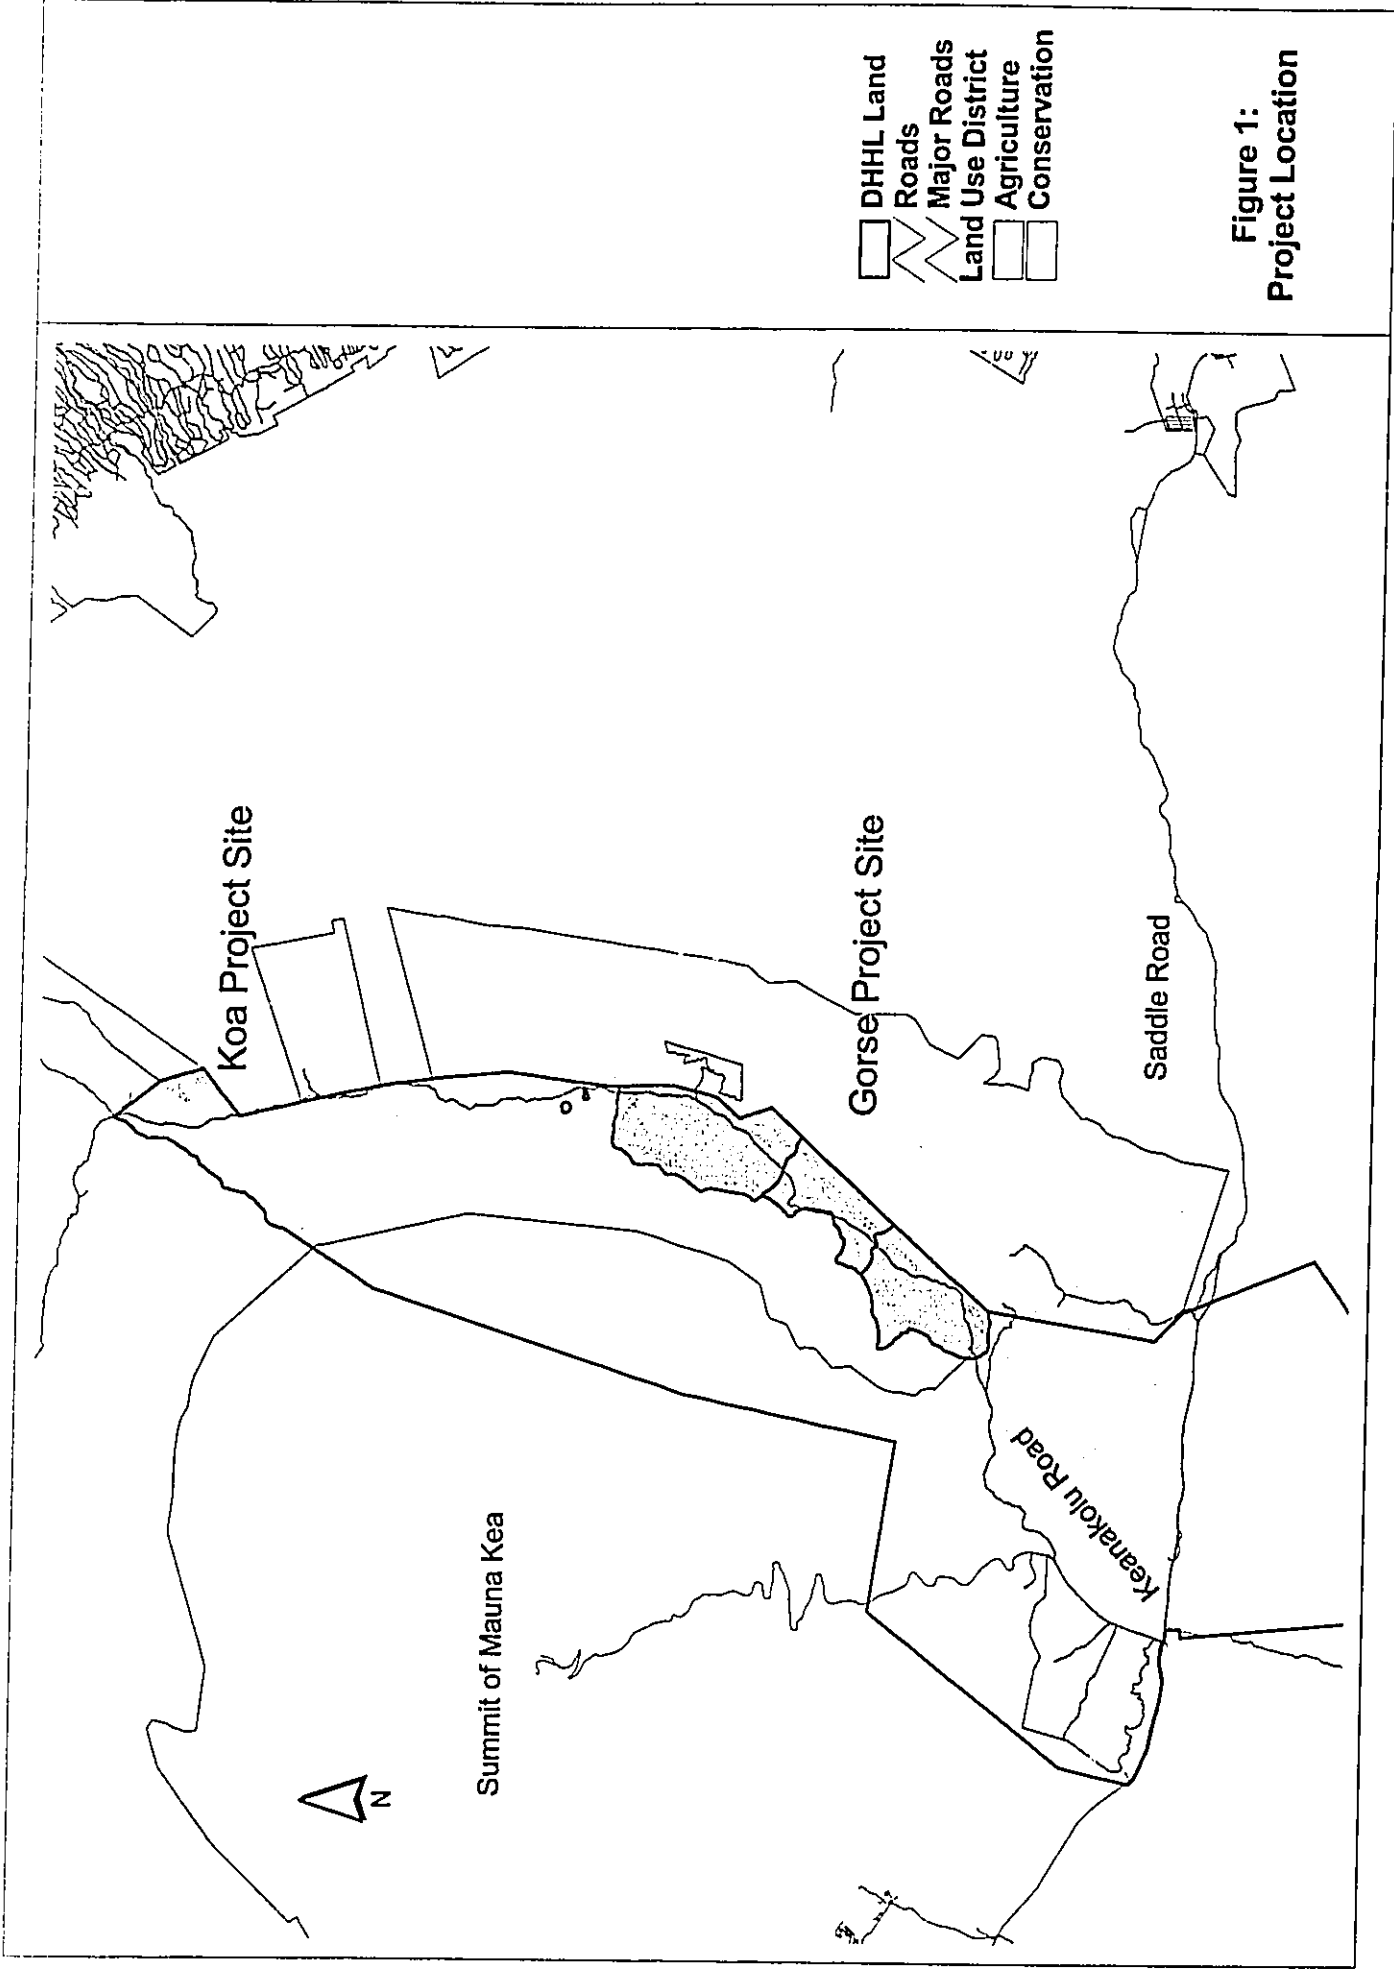 Koa Project Site
Summit of Mauna Kea
N
Gorse Project Site
Keanakolu Road
Saddle Road
DHHL Land
Roads
Major Roads
Land Use District
Agriculture
Conservation
Figure 1:
Project Location